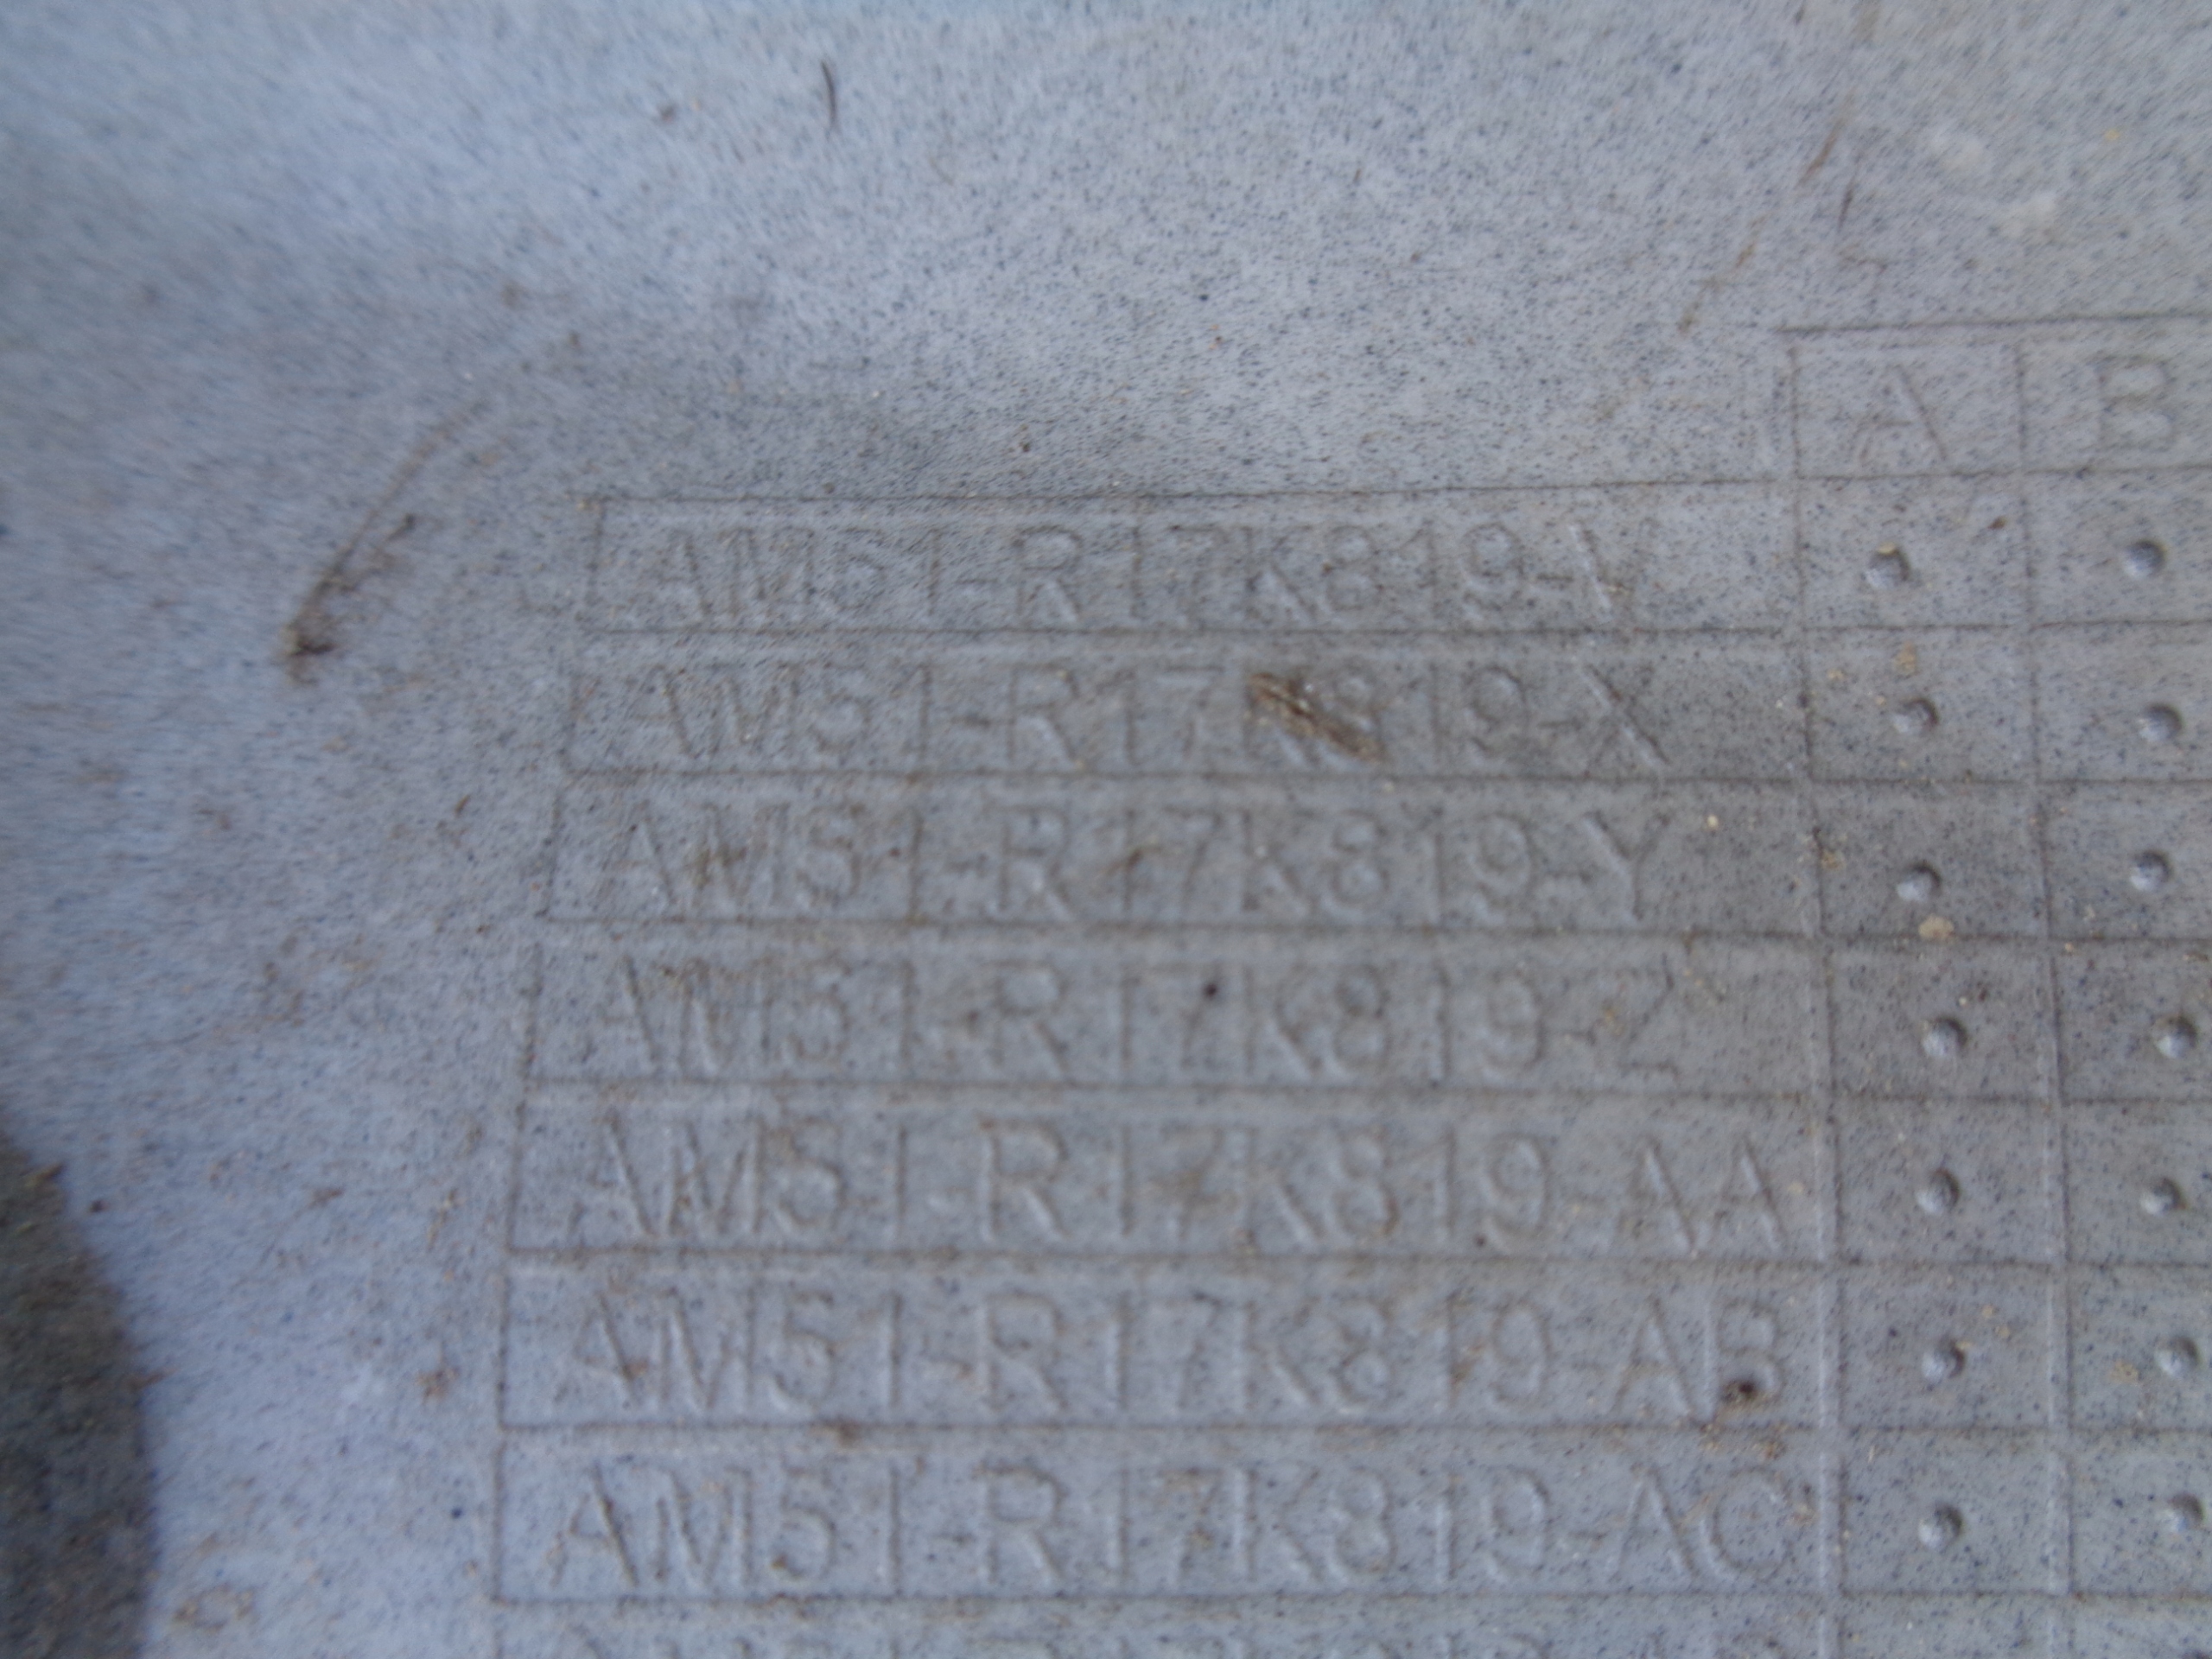 A B
AM51-R17K819-V
AM51-R17K819-X
AM51-R17K819-Y
AM51-R17K819-Z
AM51-R17K819-AA
AM51-R17K819-AB
AM51-R17K819-AC